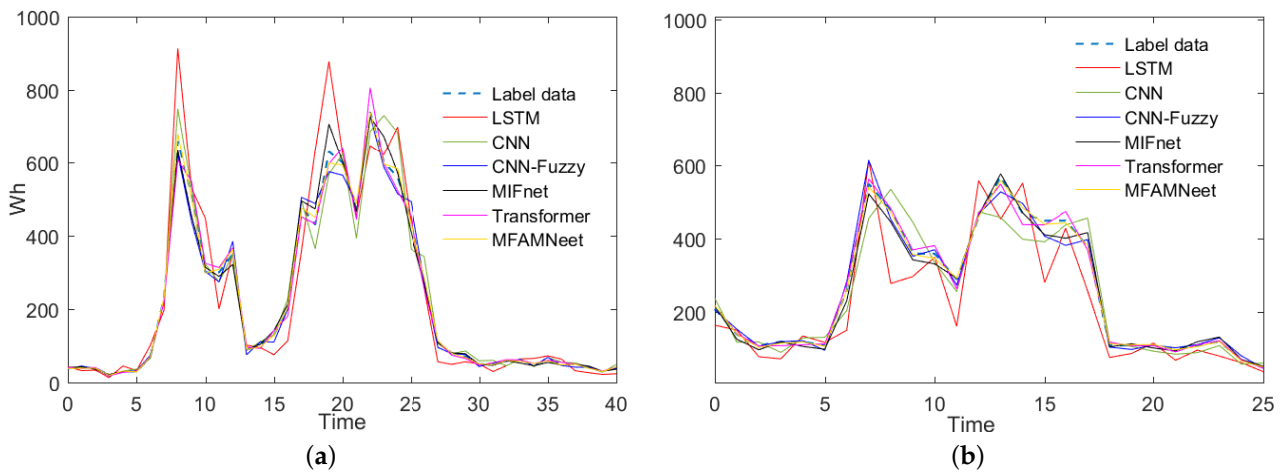 1000
800
600
400
200
0
Wh
0 5 10 15 20 25 30 35 40
Time
Label data
LSTM
CNN
CNN-Fuzzy
MIFnet
Transformer
MFAMNeet
(a)
1000
800
600
400
200
0 5 10 15 20 25
Time
Label data
LSTM
CNN
CNN-Fuzzy
MIFnet
Transformer
MFAMNeet
(b)